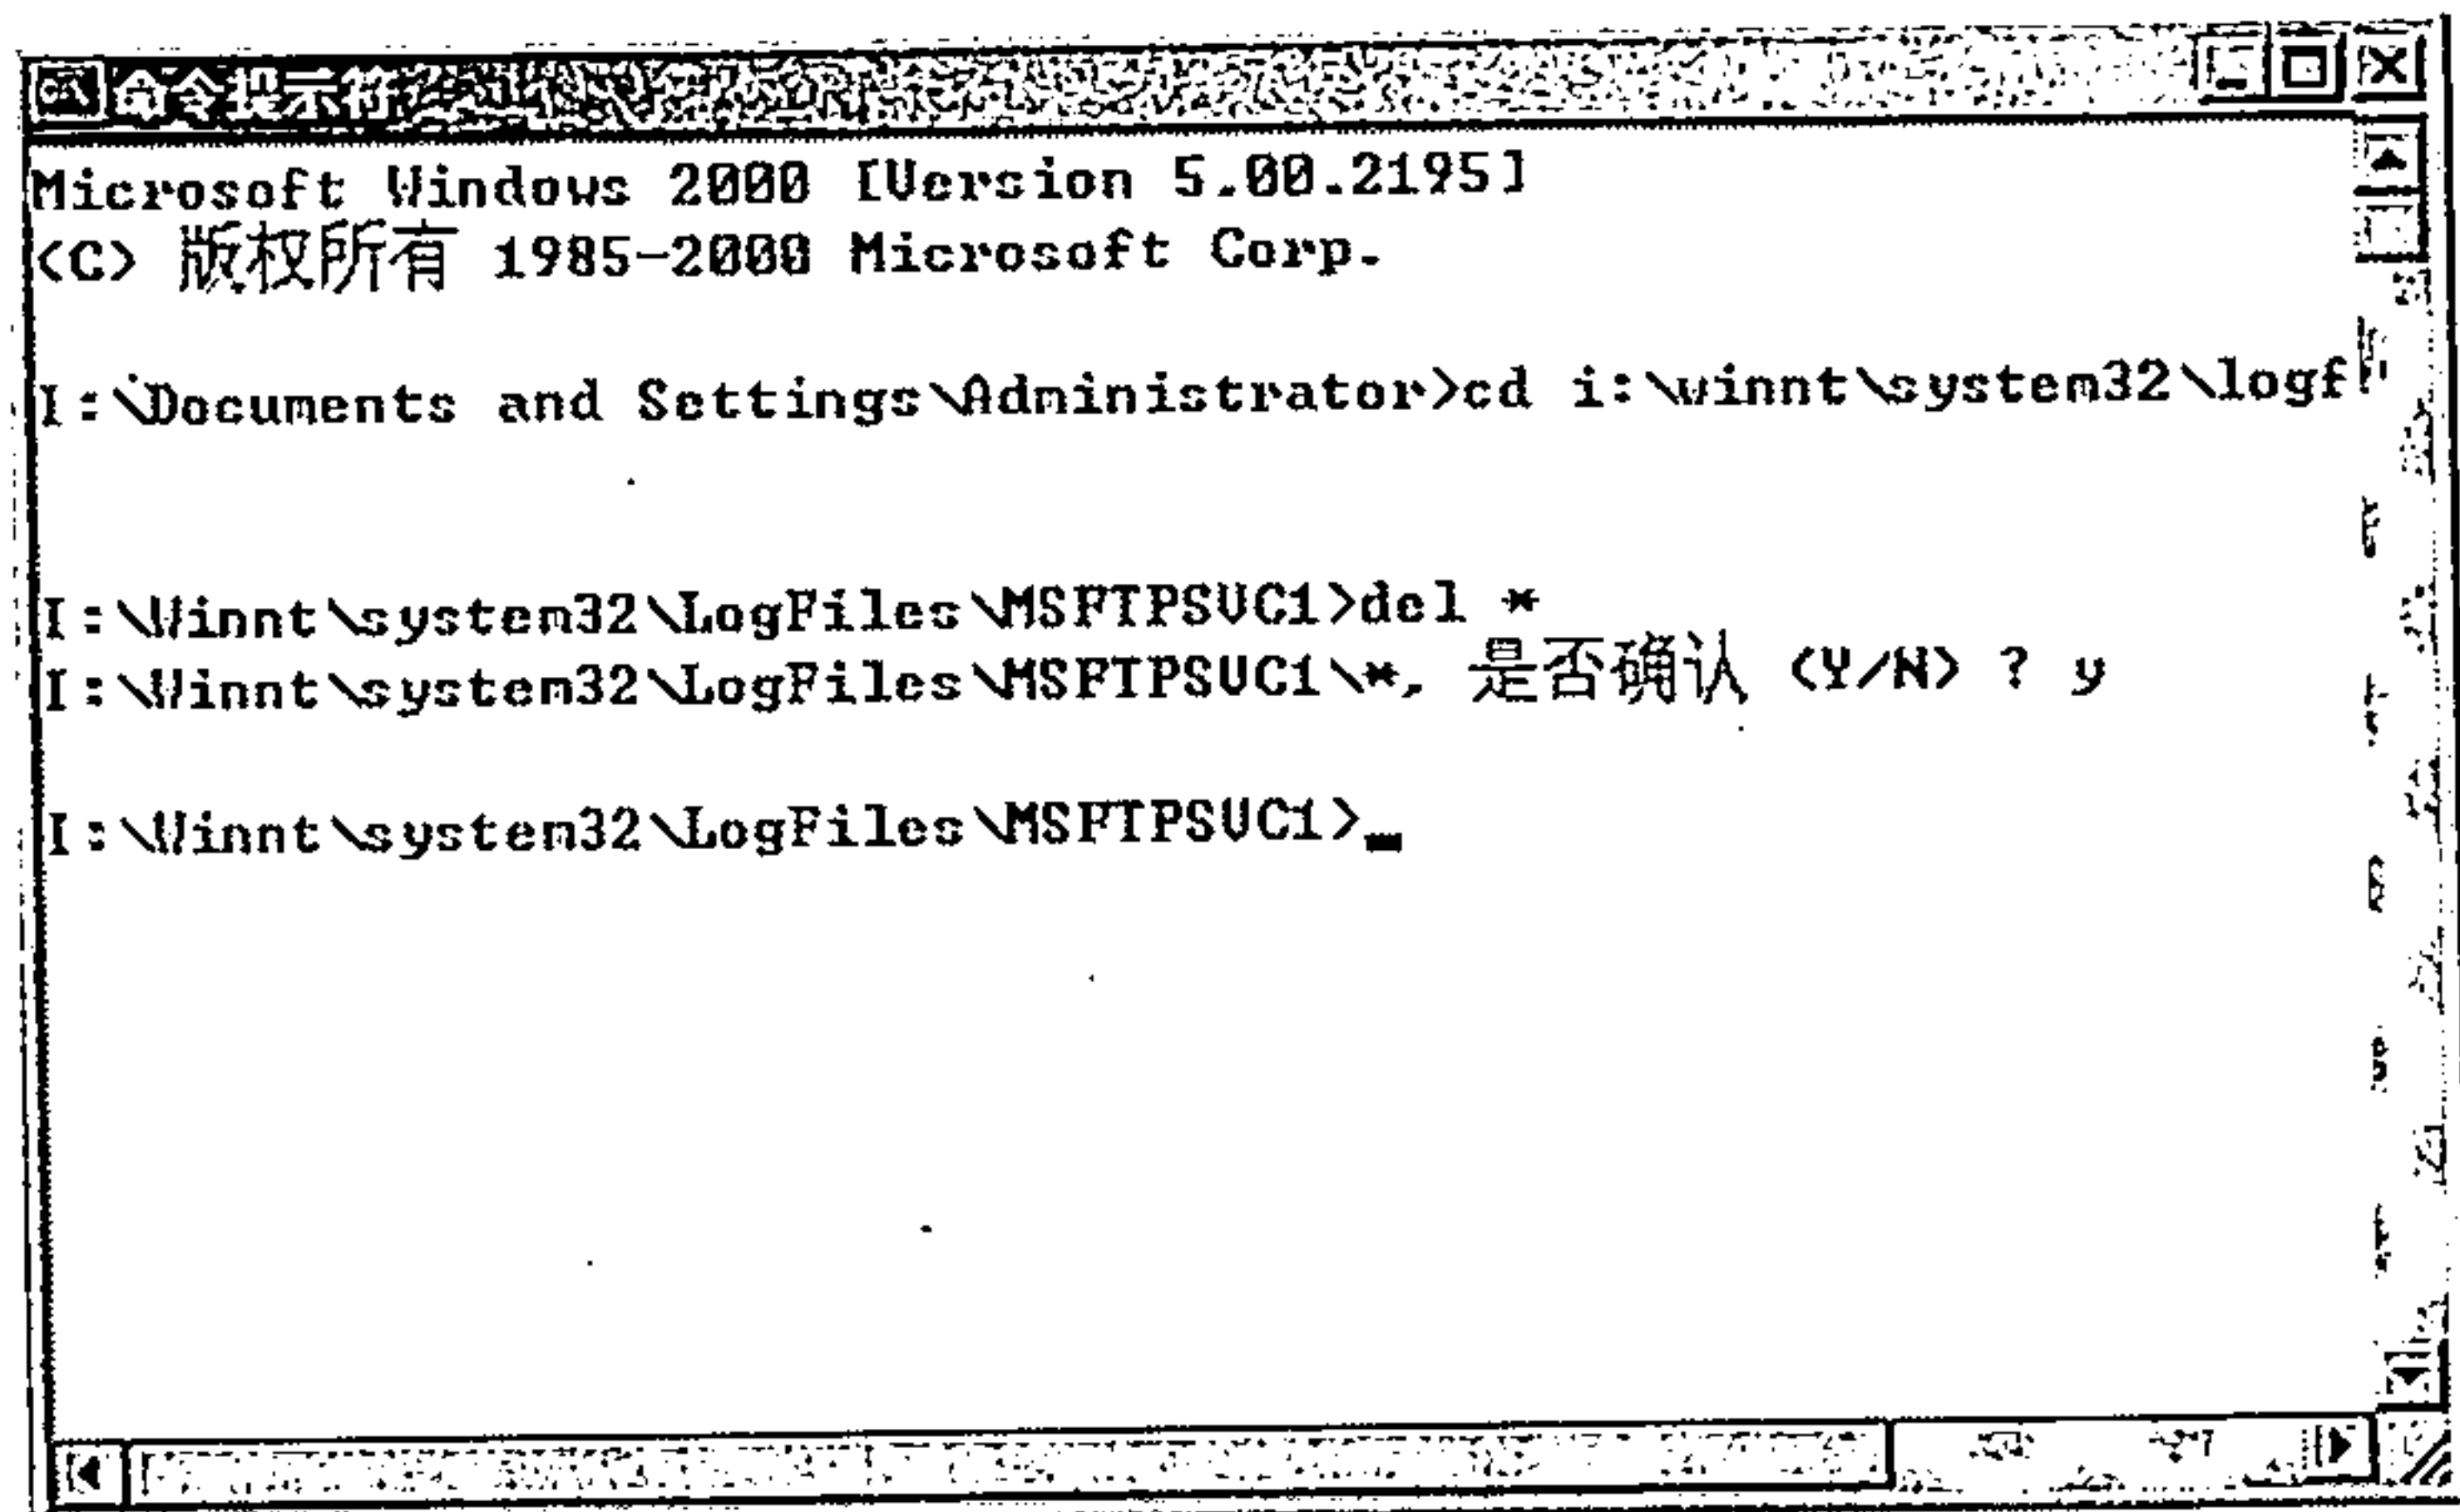 命令提示符
Microsoft Windows 2000 [Version 5.00.2195]
(C) 版权所有 1985-2000 Microsoft Corp.
I:\Documents and Settings\Administrator>cd i:\winnt\system32\logf
I:\Winnt\system32\LogFiles\MSFTPSVC1>del *
I:\Winnt\system32\LogFiles\MSFTPSVC1\*, 是否确认 (Y/N) ? y
I:\Winnt\system32\LogFiles\MSFTPSVC1>_